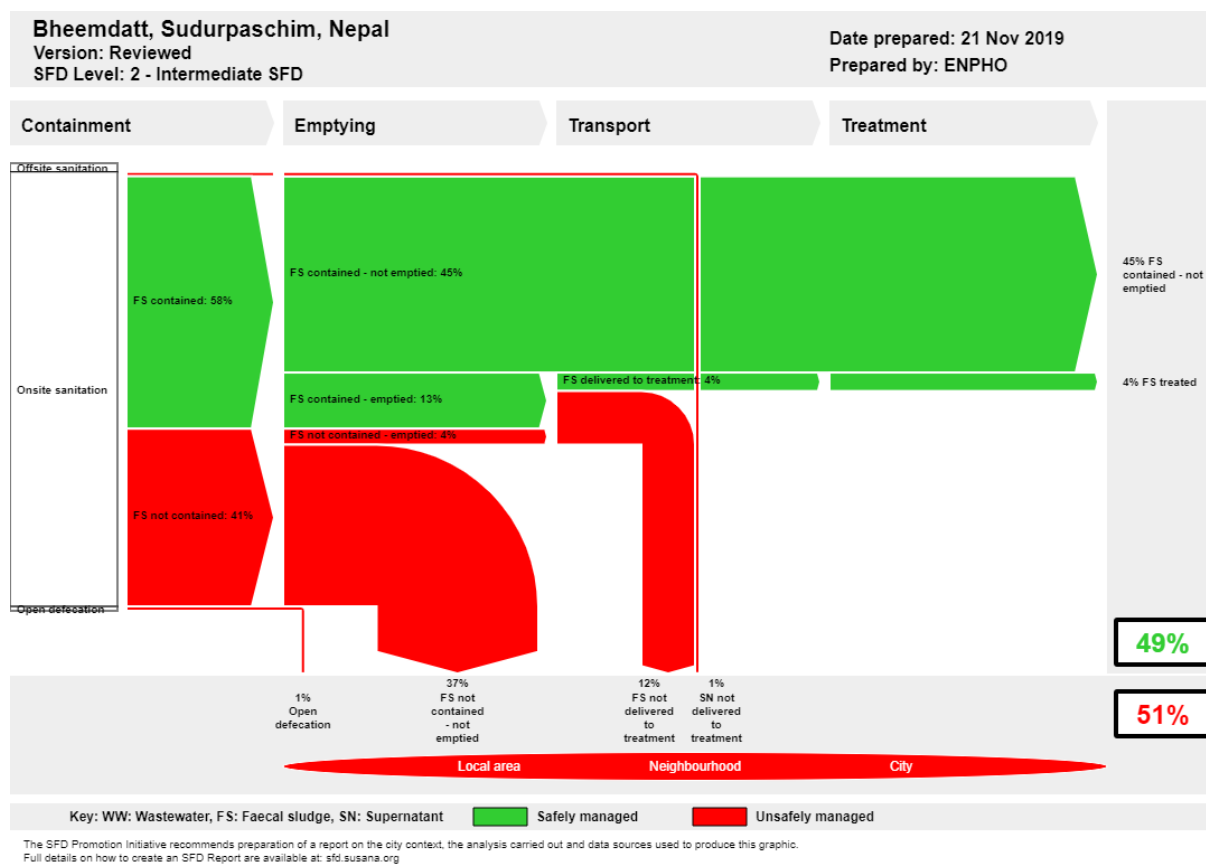 Bheemdatt, Sudurpaschim, Nepal
Version: Reviewed
SFD Level: 2 - Intermediate SFD
Date prepared: 21 Nov 2019
Prepared by: ENPHO
Containment
Emptying
Transport
Treatment
Offsite sanitation
Onsite sanitation
Open defecation
FS contained: 58%
FS not contained: 41%
FS contained - not emptied: 45%
FS contained - emptied: 13%
FS not contained - emptied: 4%
FS delivered to treatment: 4%
45% FS
contained - not
emptied
4% FS treated
49%
51%
1%
Open
defecation
37%
FS not
contained
- not
emptied
12%
FS not
delivered
to
treatment
1%
SN not
delivered
to
treatment
Local area
Neighbourhood
City
Key: WW: Wastewater, FS: Faecal sludge, SN: Supernatant
Safely managed
Unsafely managed
The SFD Promotion Initiative recommends preparation of a report on the city context, the analysis carried out and data sources used to produce this graphic.
Full details on how to create an SFD Report are available at: sfd.susana.org